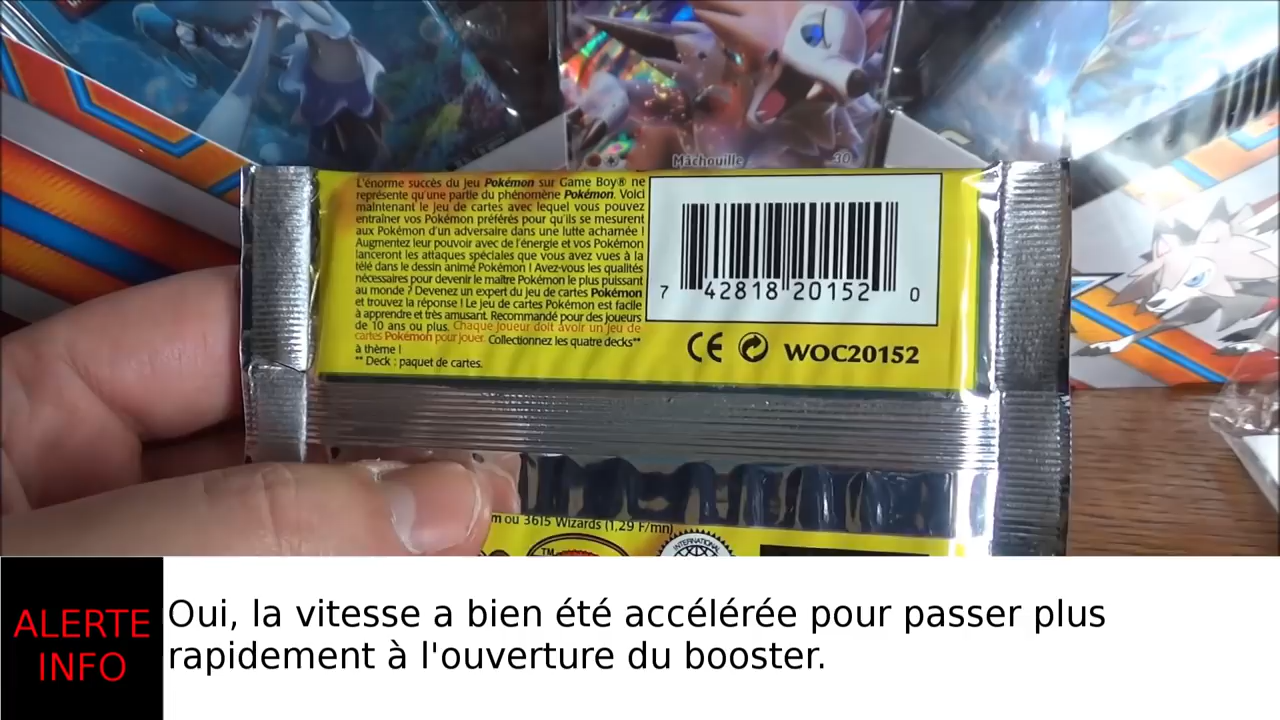 Mâchouille
30
L'énorme succès du jeu Pokémon sur Game Boy® ne
représente qu'une partie du phénomène Pokémon. Voici
maintenant le jeu de cartes avec lequel vous pouvez
entraîner vos Pokémon préférés pour qu'ils se mesurent
aux Pokémon d'un adversaire dans une lutte achamée !
Augmentez leur pouvoir avec de l'énergie et vos Pokémon
lanceront les attaques spéciales que vous avez vues à la
télé dans le dessin animé Pokémon ! Avez-vous les qualités
nécessaires pour devenir le maître Pokémon le plus puissant
au monde ? Devenez un expert du jeu de cartes Pokémon
et trouvez la réponse ! Le jeu de cartes Pokémon est facile
à apprendre et très amusant. Recommandé pour des joueurs
de 10 ans ou plus. Chaque joueur doit avoir un jeu de
cartes Pokémon pour jouer. Collectionnez les quatre decks**
à thème !
** Deck : paquet de cartes.
7 42818 20152 0
CE WOC20152
m ou 3615 Wizards (1,29 F/mn)
TM
INTERNATIONAL
ALERTE
INFO
Oui, la vitesse a bien été accélérée pour passer plus
rapidement à l'ouverture du booster.